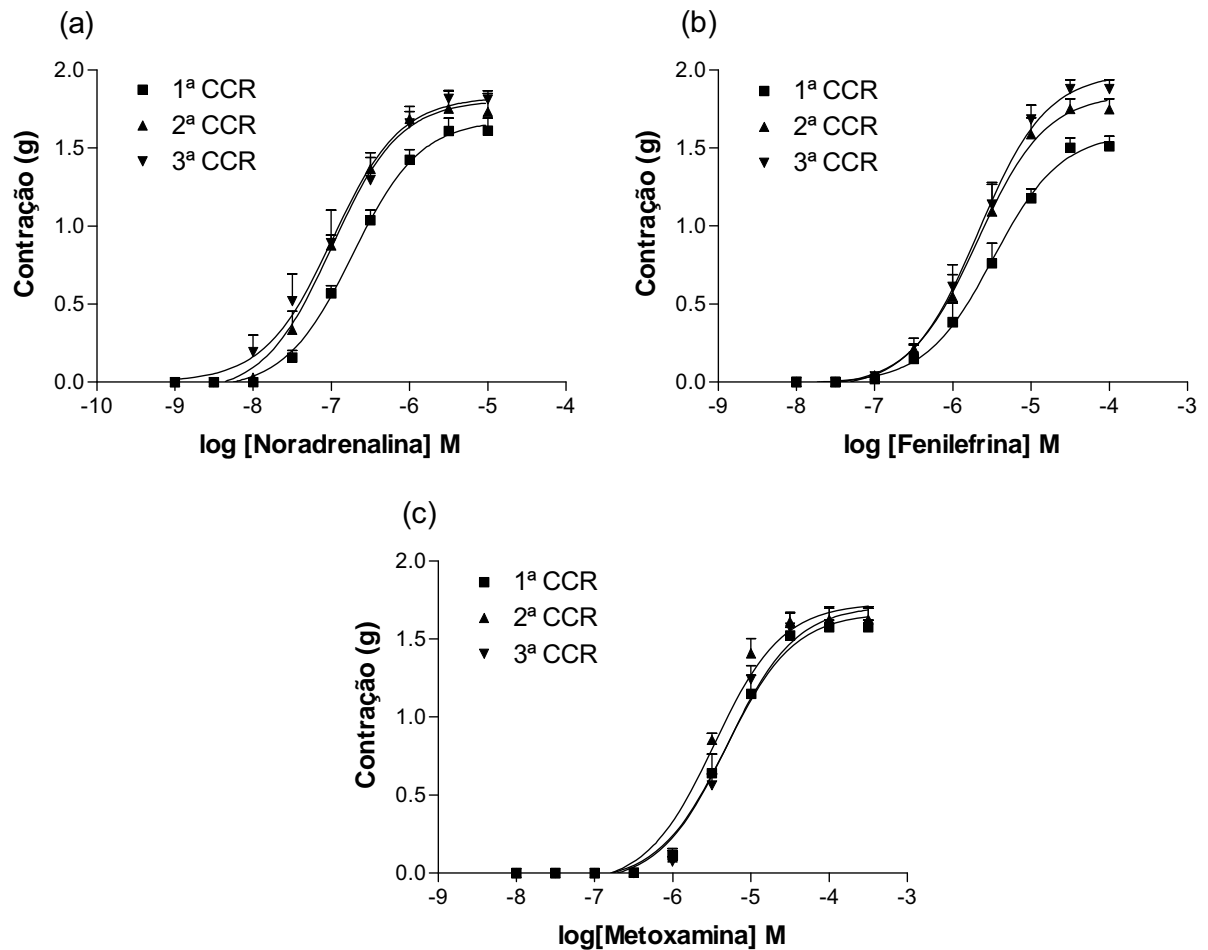 (a)
1ª CCR
2ª CCR
3ª CCR
Contração (g)
2.0
1.5
1.0
0.5
0.0
-10 -9 -8 -7 -6 -5 -4
log [Noradrenalina] M
(b)
1ª CCR
2ª CCR
3ª CCR
Contração (g)
2.0
1.5
1.0
0.5
0.0
-9 -8 -7 -6 -5 -4 -3
log [Fenilefrina] M
(c)
1ª CCR
2ª CCR
3ª CCR
Contração (g)
2.0
1.5
1.0
0.5
0.0
-9 -8 -7 -6 -5 -4 -3
log[Metoxamina] M